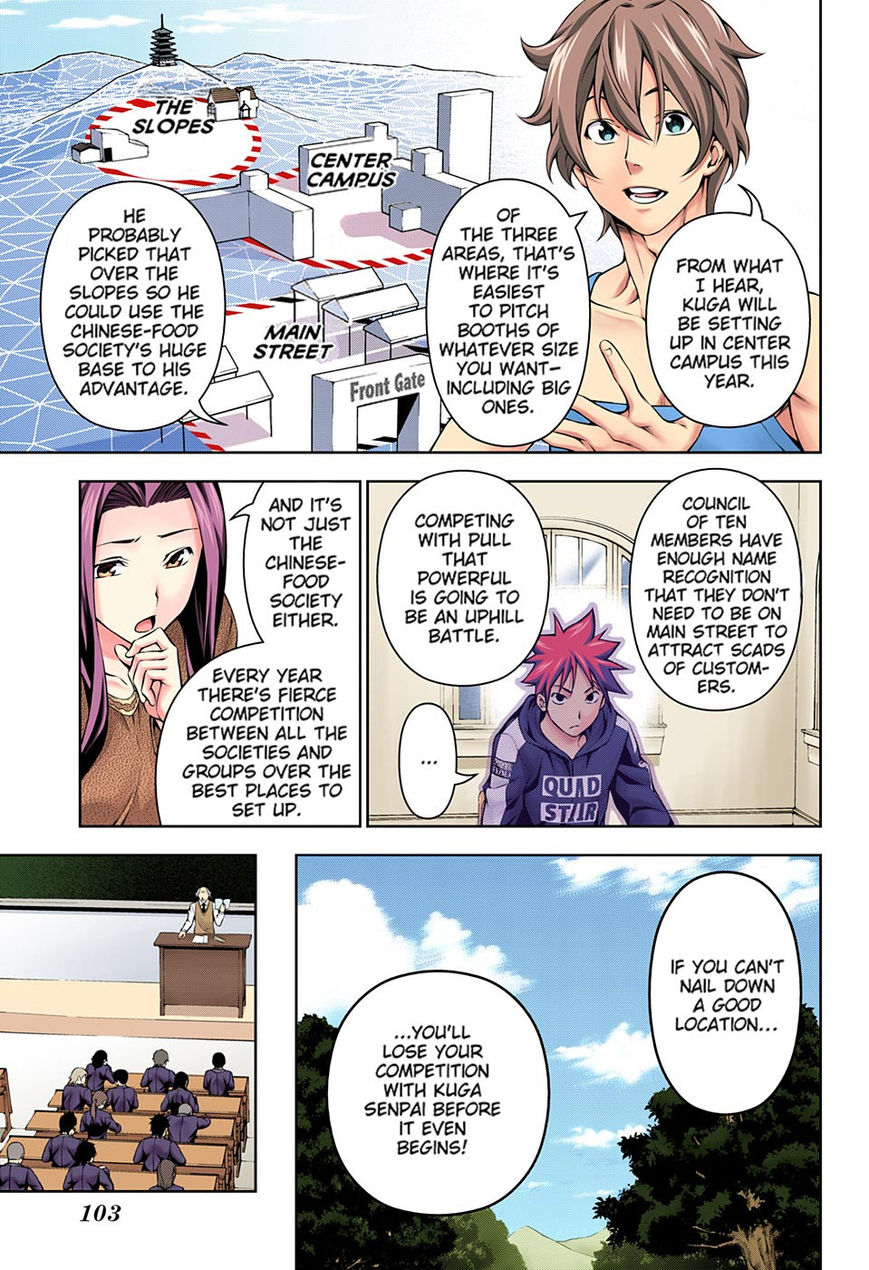 FROM WHAT
I HEAR,
KUGA WILL
BE SETTING
UP IN CENTER
CAMPUS THIS
YEAR.
OF
THE THREE
AREAS, THAT'S
WHERE IT'S
EASIEST
TO PITCH
BOOTHS OF
WHATEVER SIZE
YOU WANT—
INCLUDING BIG
ONES.
THE
SLOPES
CENTER
CAMPUS
MAIN
STREET
Front Gate
HE
PROBABLY
PICKED THAT
OVER THE
SLOPES SO HE
COULD USE THE
CHINESE-FOOD
SOCIETY'S HUGE
BASE TO HIS
ADVANTAGE.
COUNCIL
OF TEN
MEMBERS HAVE
ENOUGH NAME
RECOGNITION
THAT THEY DON'T
NEED TO BE ON
MAIN STREET TO
ATTRACT SCADS
OF CUSTOM-
ERS.
COMPETING
WITH PULL
THAT
POWERFUL
IS GOING TO
BE AN UPHILL
BATTLE.
...
QUAD
STAR
AND IT'S
NOT JUST
THE
CHINESE-
FOOD
SOCIETY
EITHER.
EVERY YEAR
THERE'S FIERCE
COMPETITION
BETWEEN ALL THE
SOCIETIES AND
GROUPS OVER THE
BEST PLACES TO
SET UP.
IF YOU CAN'T
NAIL DOWN
A GOOD
LOCATION...
...YOU'LL
LOSE YOUR
COMPETITION
WITH KUGA
SENPAI BEFORE
IT EVEN
BEGINS!
103